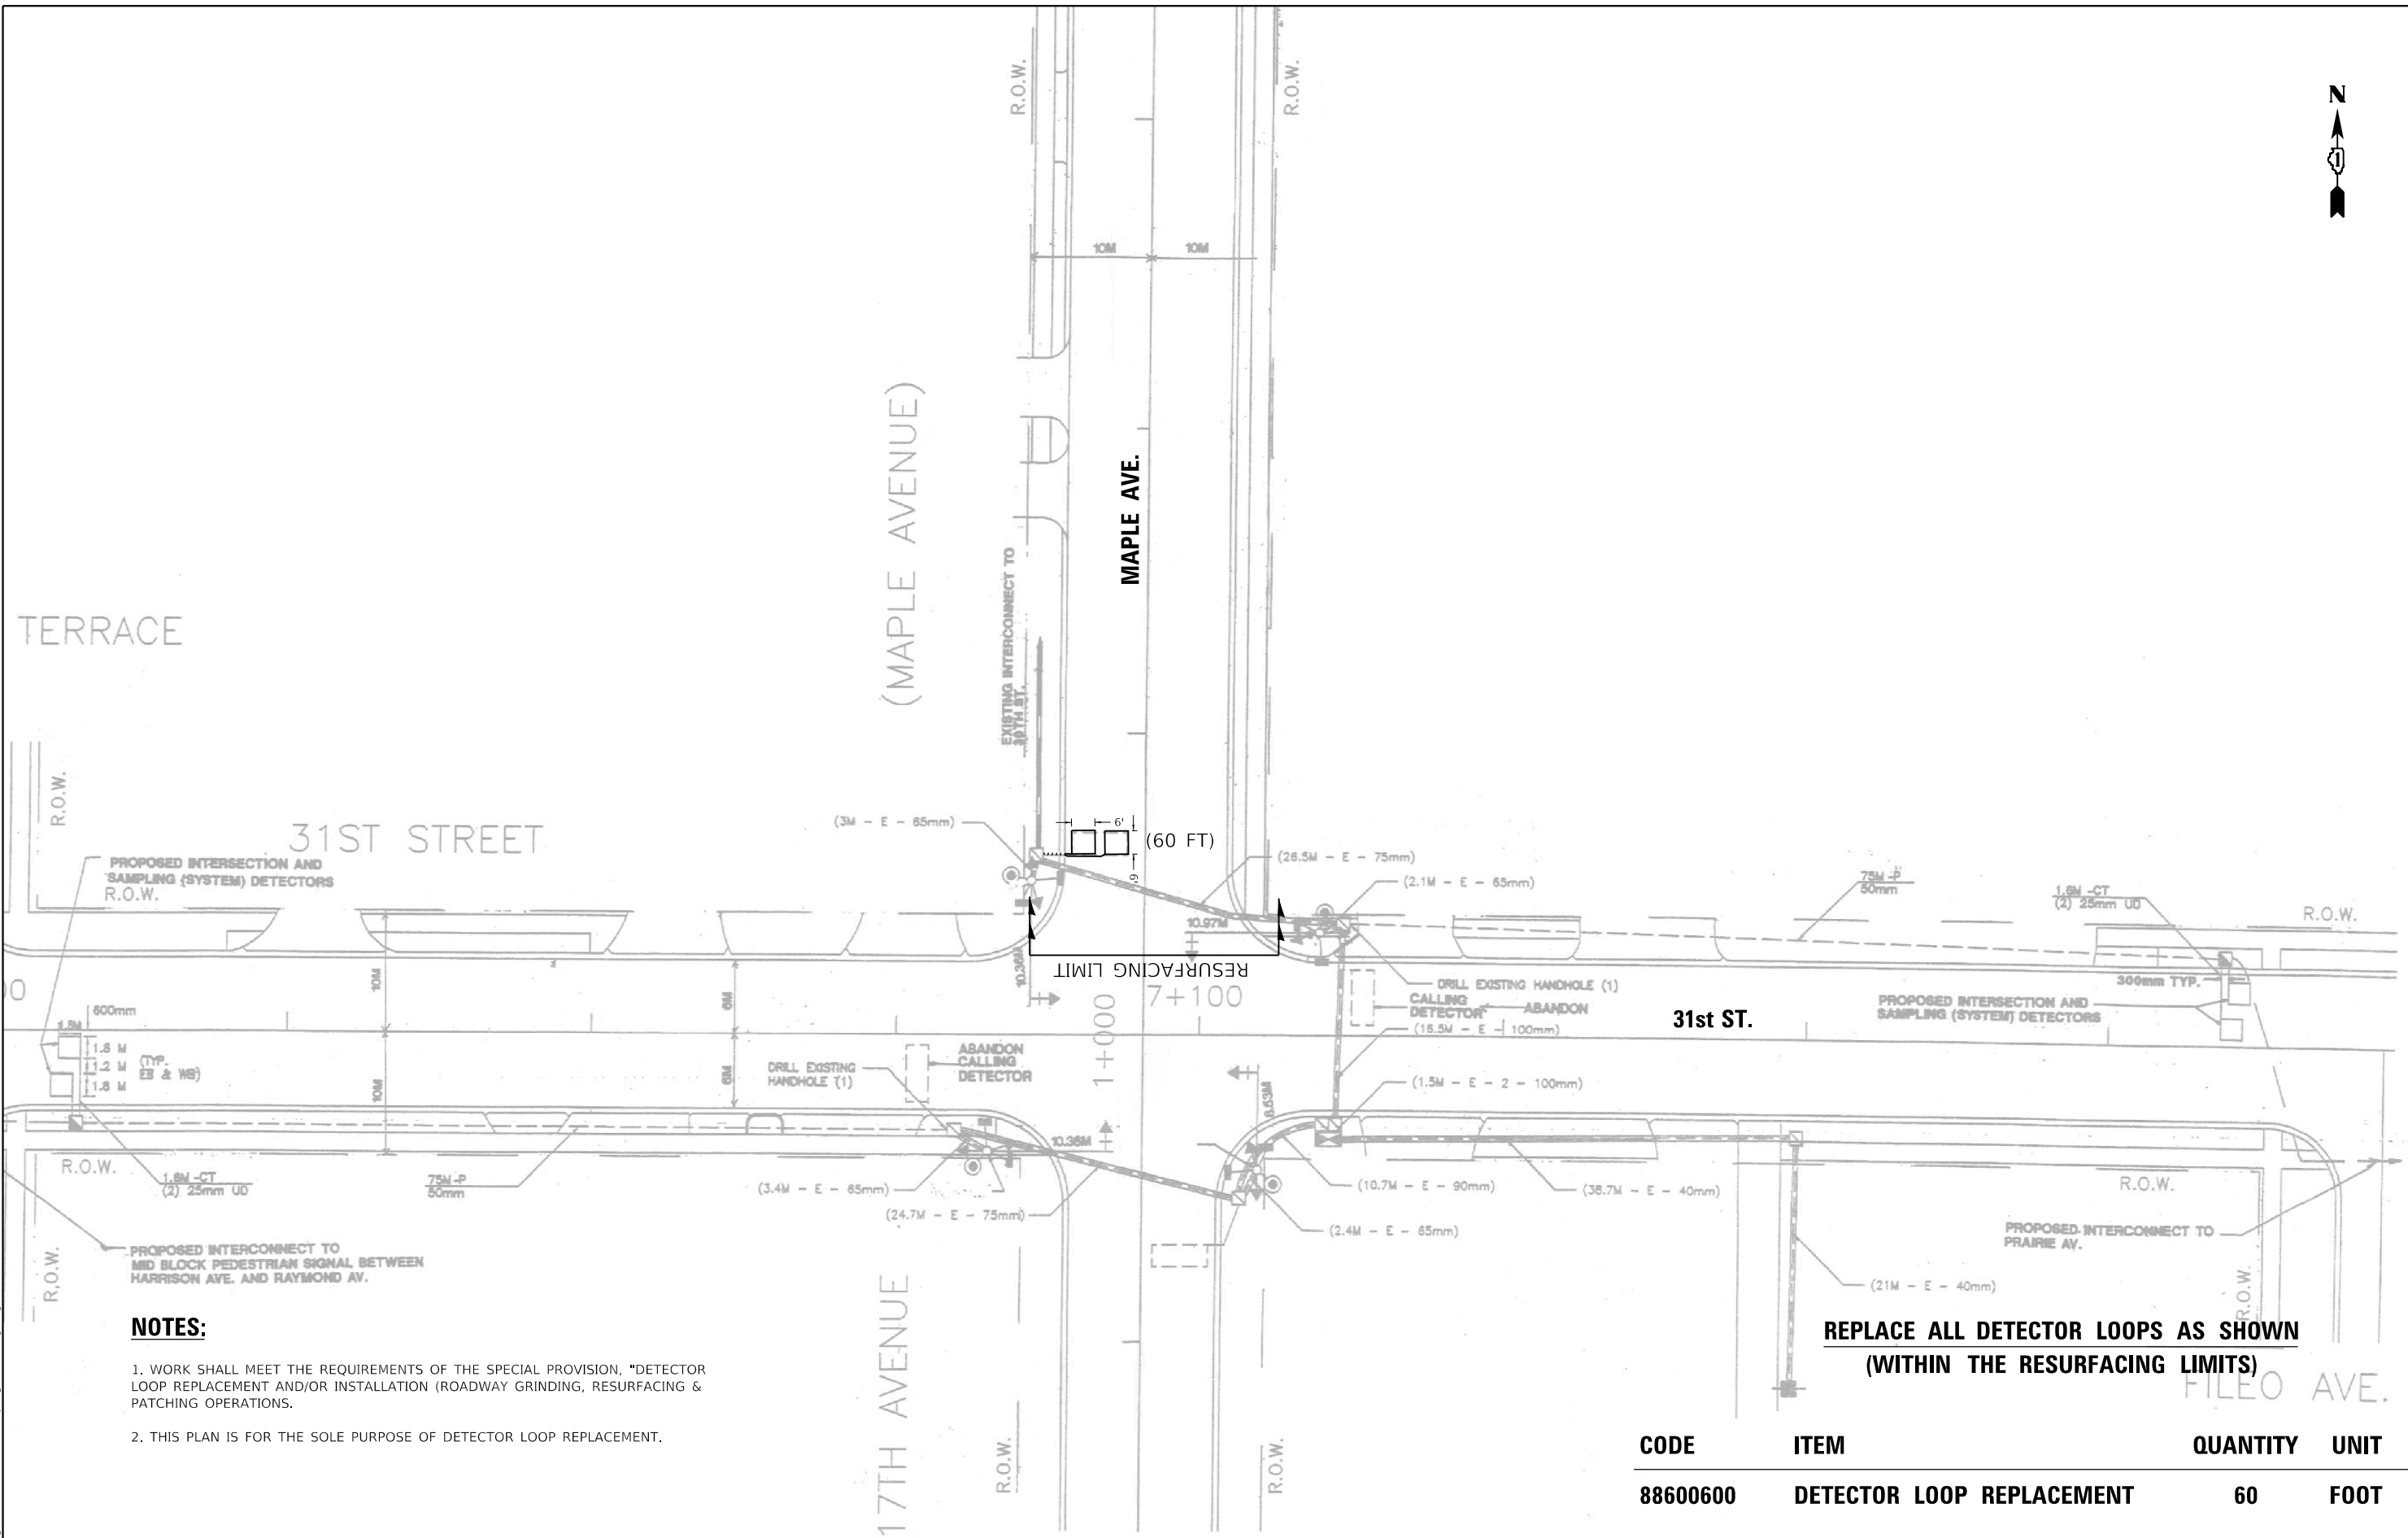 R.O.W.
R.O.W.
N
1
10M
10M
(MAPLE AVENUE)
MAPLE AVE.
EXISTING INTERCONNECT TO
30TH ST.
TERRACE
R.O.W.
31ST STREET
(3M - E - 65mm)
6'
(60 FT)
6'
PROPOSED INTERSECTION AND
SAMPLING (SYSTEM) DETECTORS
R.O.W.
(26.5M - E - 75mm)
(2.1M - E - 65mm)
75M -P
50mm
1.6M -CT
(2) 25mm UD
R.O.W.
10.97M
10.36M
RESURFACING LIMIT
10M
6M
7+100
DRILL EXISTING HANDHOLE (1)
CALLING
DETECTOR
ABANDON
300mm TYP.
PROPOSED INTERSECTION AND
SAMPLING (SYSTEM) DETECTORS
600mm
31st ST.
(16.5M - E - 100mm)
1+000
1.8 M
1.2 M
1.8 M
(TYP.
EB & WB)
10M
6M
ABANDON
CALLING
DETECTOR
DRILL EXISTING
HANDHOLE (1)
(1.5M - E - 2 - 100mm)
10.36M
R.O.W.
1.6M -CT
(2) 25mm UD
75M-P
50mm
(3.4M - E - 65mm)
(24.7M - E - 75mm)
(10.7M - E - 90mm)
(38.7M - E - 40mm)
(2.4M - E - 65mm)
R.O.W.
PROPOSED INTERCONNECT TO
PRAIRIE AV.
PROPOSED INTERCONNECT TO
MID BLOCK PEDESTRIAN SIGNAL BETWEEN
HARRISON AVE. AND RAYMOND AV.
R.O.W.
(21M - E - 40mm)
R.O.W.
17TH AVENUE
R.O.W.
R.O.W.
NOTES:
1. WORK SHALL MEET THE REQUIREMENTS OF THE SPECIAL PROVISION, "DETECTOR
LOOP REPLACEMENT AND/OR INSTALLATION (ROADWAY GRINDING, RESURFACING &
PATCHING OPERATIONS.
2. THIS PLAN IS FOR THE SOLE PURPOSE OF DETECTOR LOOP REPLACEMENT.
REPLACE ALL DETECTOR LOOPS AS SHOWN
(WITHIN THE RESURFACING LIMITS)
FILEO AVE.
CODE ITEM QUANTITY UNIT
88600600 DETECTOR LOOP REPLACEMENT 60 FOOT